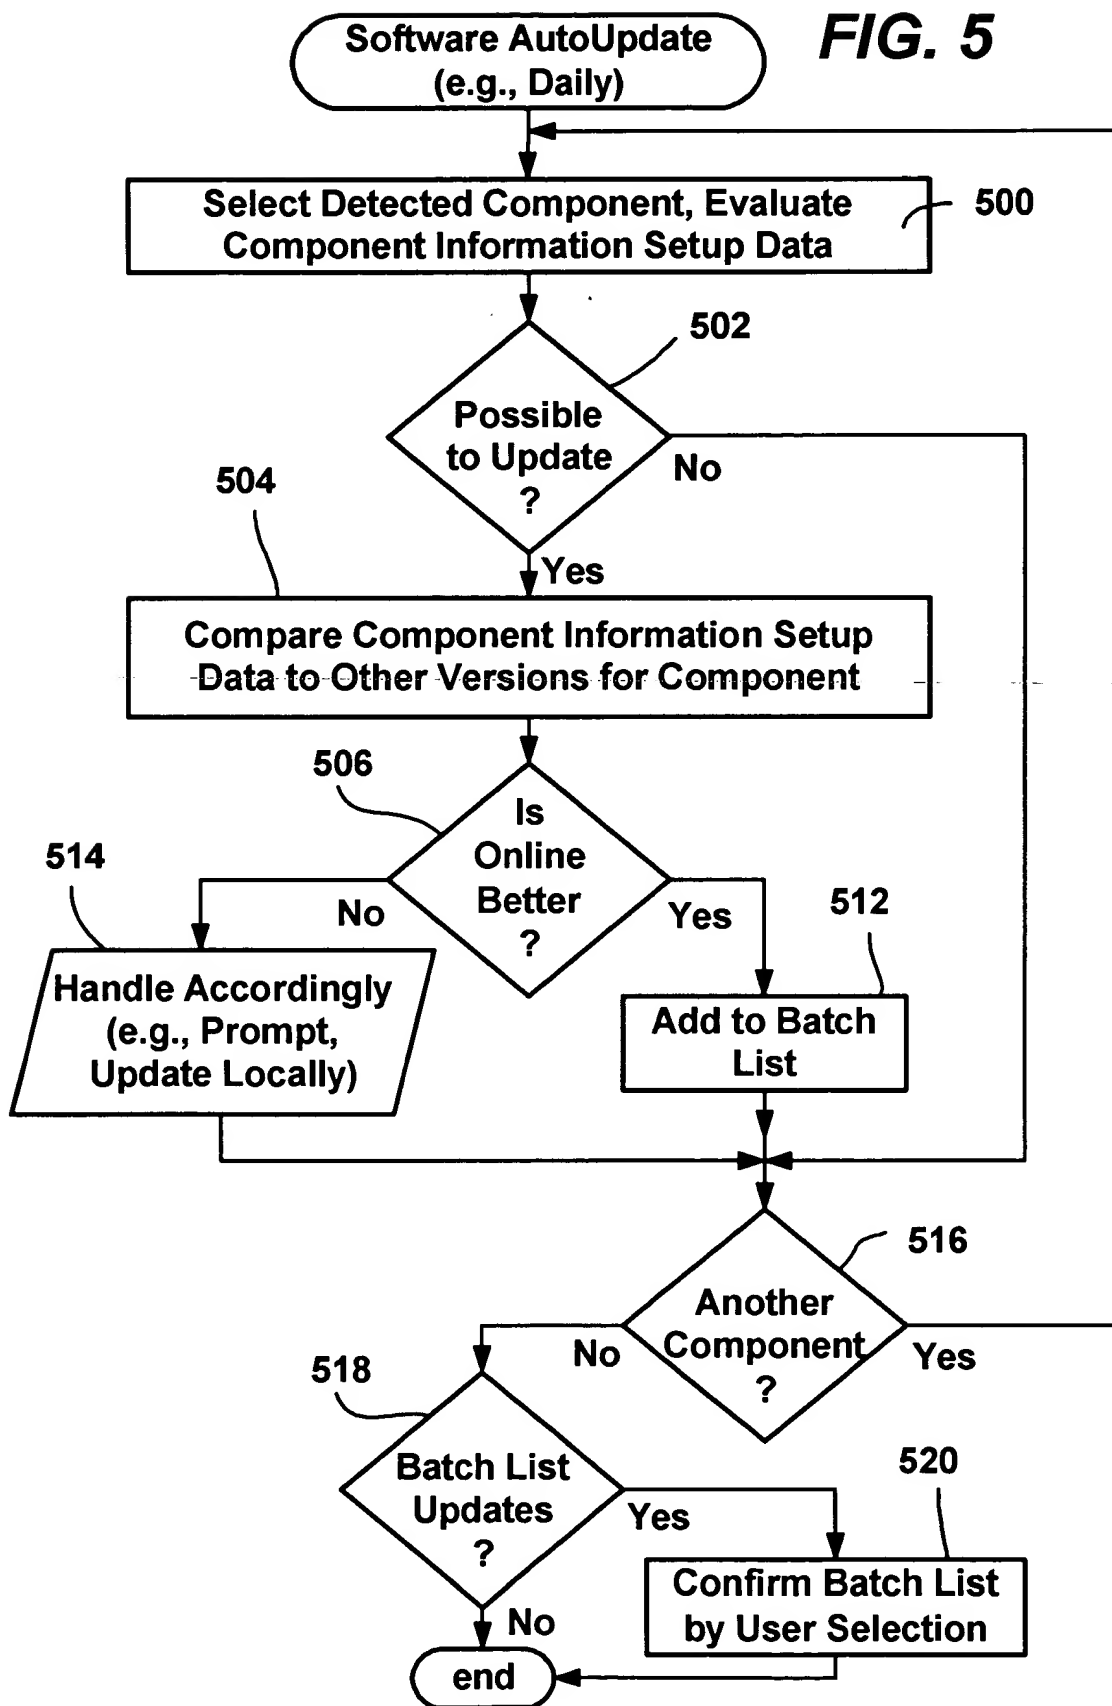 FIG. 5
Software AutoUpdate
(e.g., Daily)
Select Detected Component, Evaluate
Component Information Setup Data
500
502
Possible
to Update
?
No
504
Yes
Compare Component Information Setup
Data to Other Versions for Component
506
Is
Online
Better
?
514
No
Yes
512
Handle Accordingly
(e.g., Prompt,
Update Locally)
Add to Batch
List
516
Another
Component
?
No
Yes
518
Batch List
Updates
?
Yes
520
Confirm Batch List
by User Selection
No
end